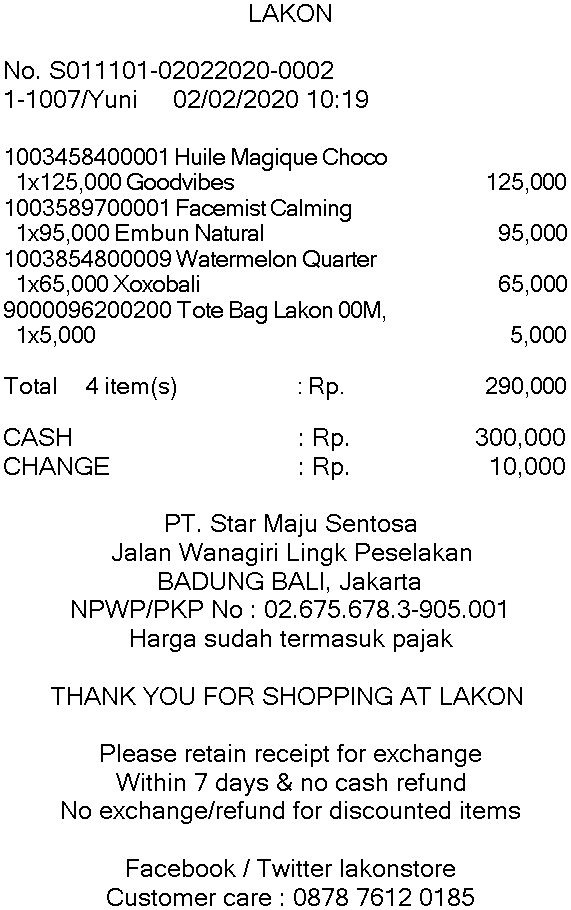 LAKON
No. S011101-02022020-0002
1-1007/Yuni 02/02/2020 10:19
1003458400001 Huile Magique Choco
1x125,000 Goodvibes 125,000
1003589700001 Facemist Calming
1x95,000 Embun Natural 95,000
1003854800009 Watermelon Quarter
1x65,000 Xoxobali 65,000
9000096200200 Tote Bag Lakon 00M,
1x5,000 5,000
Total 4 item(s) : Rp. 290,000
CASH : Rp. 300,000
CHANGE : Rp. 10,000
PT. Star Maju Sentosa
Jalan Wanagiri Lingk Peselakan
BADUNG BALI, Jakarta
NPWP/PKP No : 02.675.678.3-905.001
Harga sudah termasuk pajak
THANK YOU FOR SHOPPING AT LAKON
Please retain receipt for exchange
Within 7 days & no cash refund
No exchange/refund for discounted items
Facebook / Twitter lakonstore
Customer care : 0878 7612 0185